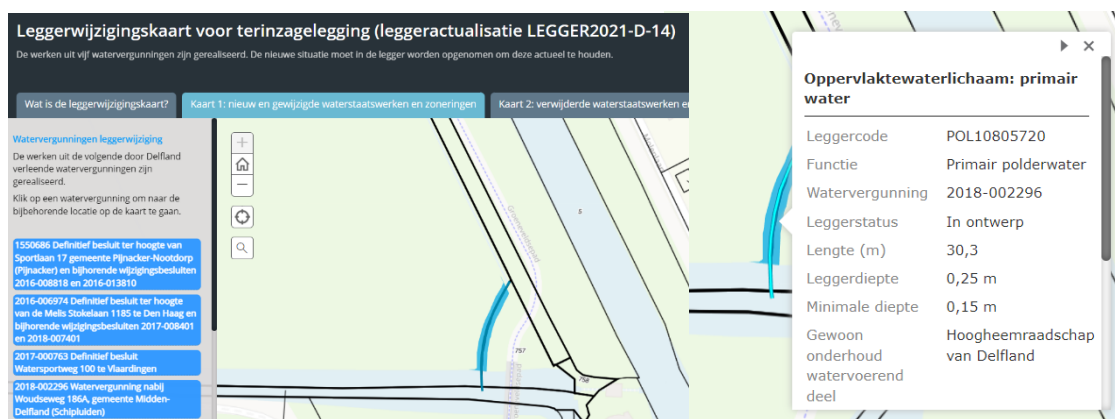 Leggerwijzigingskaart voor terinzagelegging (leggeractualisatie LEGGER2021-D-14)
De werken uit vijf watervergunningen zijn gerealiseerd. De nieuwe situatie moet in de legger worden opgenomen om deze actueel te houden.
Wat is de leggerwijzigingskaart?
Kaart 1: nieuw en gewijzigde waterstaatswerken en zoneringen
Kaart 2: verwijderde waterstaatswerken e
Watervergunningen leggerwijziging
De werken uit de volgende door Delfland
verleende watervergunningen zijn
gerealiseerd.
Klik op een watervergunning om naar de
bijbehorende locatie op de kaart te gaan.
1550686 Definitief besluit ter hoogte van
Sportlaan 17 gemeente Pijnacker-Nootdorp
(Pijnacker) en bijhorende wijzigingsbesluiten
2016-008818 en 2016-013810
2016-006974 Definitief besluit ter hoogte
van de Melis Stokelaan 1185 te Den Haag en
bijhorende wijzigingsbesluiten 2017-008401
en 2018-007401
2017-000763 Definitief besluit
Watersportweg 100 te Vlaardingen
2018-002296 Watervergunning nabij
Woudseweg 186A, gemeente Midden-
Delfland (Schipluiden)
5
757
758
Oppervlaktewaterlichaam: primair
water
Leggercode POL10805720
Functie Primair polderwater
Watervergunning 2018-002296
Leggerstatus In ontwerp
Lengte (m) 30,3
Leggerdiepte 0,25 m
Minimale diepte 0,15 m
Gewoon Hoogheemraadschap
onderhoud van Delfland
watervoerend
deel